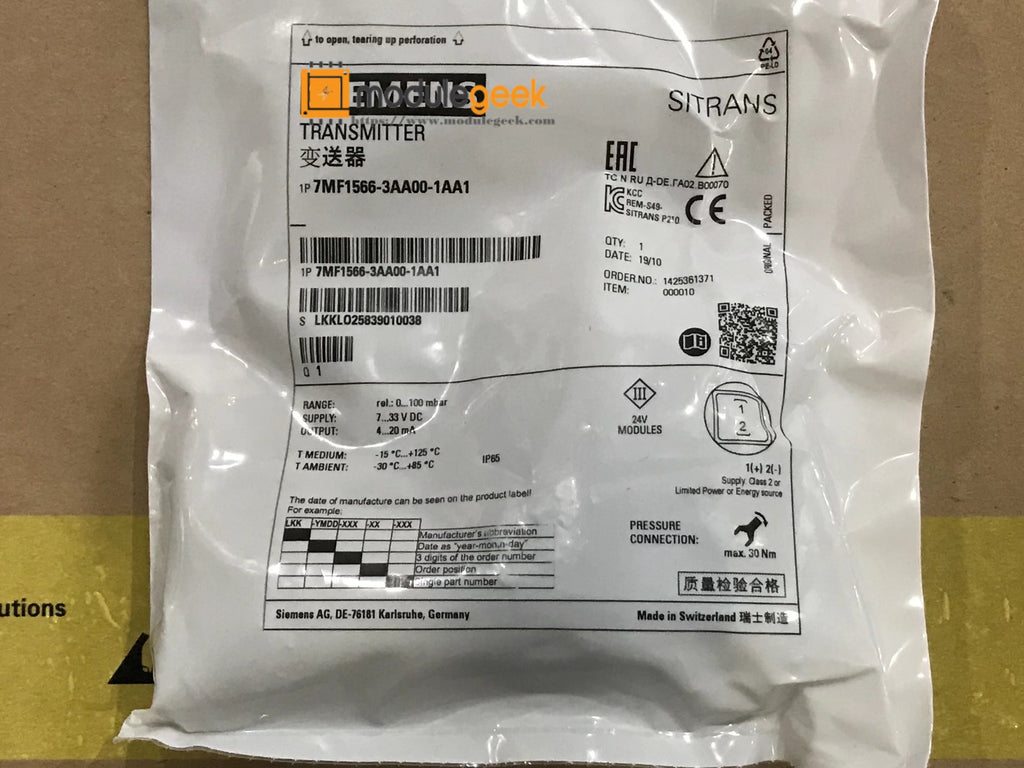 to open, tearing up perforation
04
PE-LD
modulegeek
https://www.modulegeek.com
SITRANS
TRANSMITTER
变送器
1P 7MF1566-3AA00-1AA1
EAC
TC N RU Д-DE.ГА02.B00070
KCC
REM-S49-
SITRANS P210
CE
ORIGINAL PACKED
QTY: 1
DATE: 19/10
ORDER.NO.: 1425361371
ITEM: 000010
1P 7MF1566-3AA00-1AA1
S LKKLO25839010038
Q 1
RANGE: rel.: 0...100 mbar
SUPPLY: 7...33 V DC
OUTPUT: 4...20 mA
T MEDIUM: -15 °C...+125 °C
T AMBIENT: -30 °C...+85 °C
IP65
III
24V
MODULES
1
2
1(+) 2(-)
Supply Class 2 or
Limited Power or Energy source
The date of manufacture can be seen on the product label!
For example:
LKK -YMDD -XXX -XX -XXX
Manufacturer's abbreviation
Date as "year-month-day"
3 digits of the order number
Order position
Single part number
PRESSURE
CONNECTION:
max. 30 Nm
质量检验合格
Siemens AG, DE-76181 Karlsruhe, Germany
Made in Switzerland 瑞士制造
utions